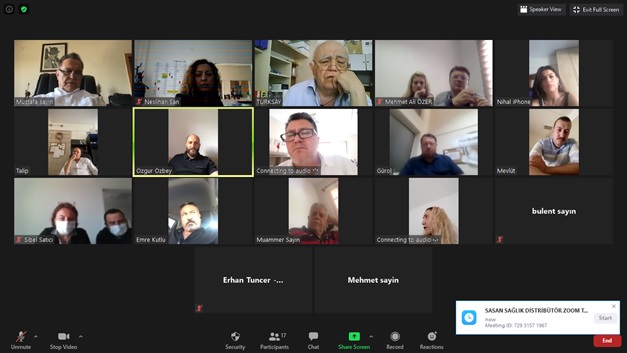 Speaker View
Exit Full Screen
Mustafa sayın
Neslihan San
TÜRKSAY
Mehmet Ali ÖZER
Nihal iPhone
Talip
Ozgur Ozbey
Connecting to audio
Gürol
Mevlüt
Sibel Satıcı
Emre Kutlu
Muammer Sayın
Connecting to audio
bulent sayın
Erhan Tuncer -...
Mehmet sayin
SASAN SAĞLIK DİSTRİBÜTÖR ZOOM T...
now
Meeting ID: 729 3157 1967
Start
Unmute
Stop Video
Security
Participants
17
Chat
Share Screen
Record
Reactions
End